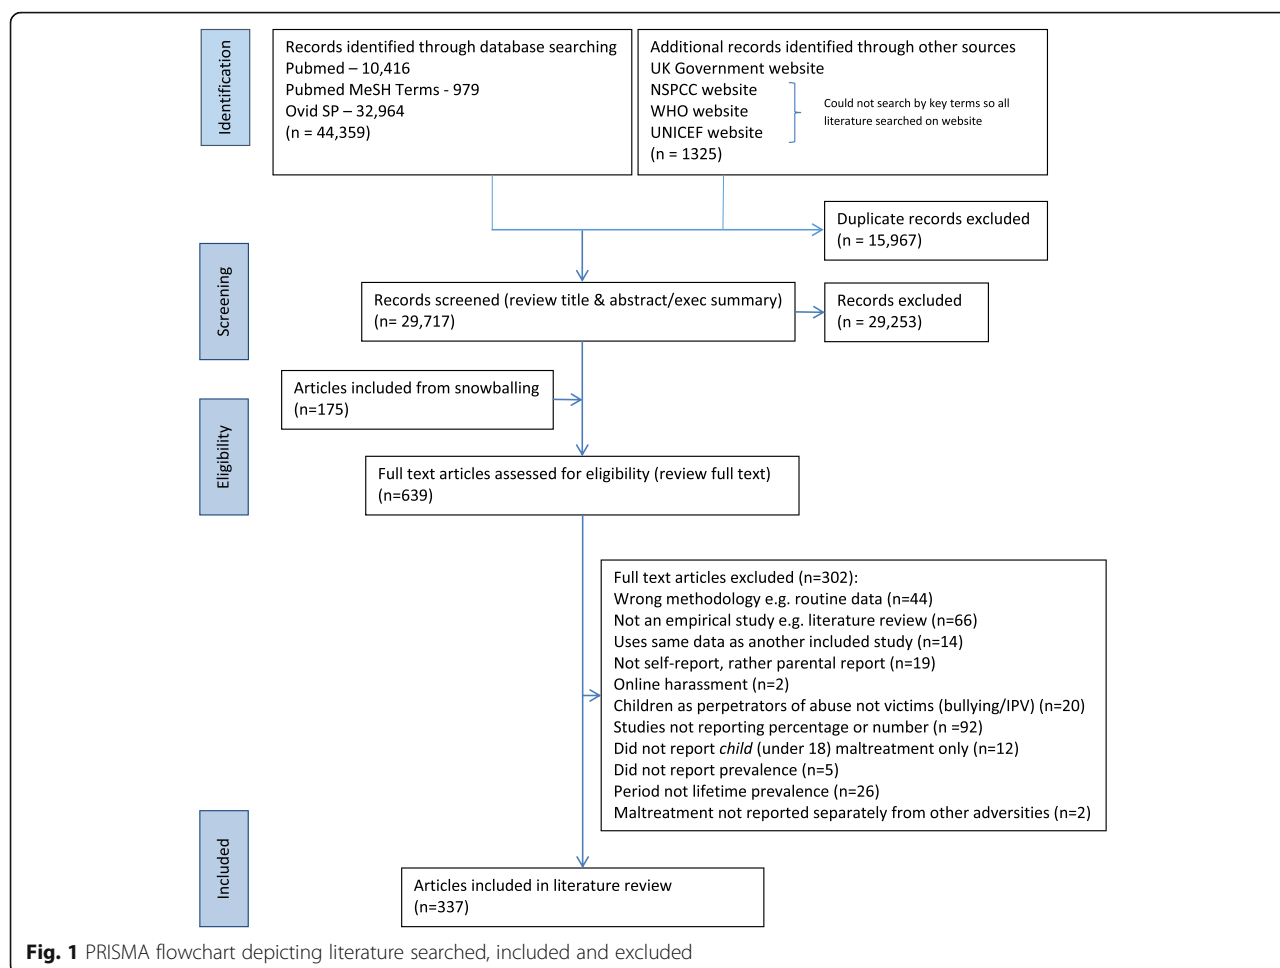 Identification
Records identified through database searching
Pubmed – 10,416
Pubmed MeSH Terms - 979
Ovid SP – 32,964
(n = 44,359)
Additional records identified through other sources
UK Government website
NSPCC website
WHO website
UNICEF website
(n = 1325)
Could not search by key terms so all
literature searched on website
Duplicate records excluded
(n = 15,967)
Screening
Records screened (review title & abstract/exec summary)
(n= 29,717)
Records excluded
(n = 29,253)
Articles included from snowballing
(n=175)
Eligibility
Full text articles assessed for eligibility (review full text)
(n=639)
Full text articles excluded (n=302):
Wrong methodology e.g. routine data (n=44)
Not an empirical study e.g. literature review (n=66)
Uses same data as another included study (n=14)
Not self-report, rather parental report (n=19)
Online harassment (n=2)
Children as perpetrators of abuse not victims (bullying/IPV) (n=20)
Studies not reporting percentage or number (n =92)
Did not report child (under 18) maltreatment only (n=12)
Did not report prevalence (n=5)
Period not lifetime prevalence (n=26)
Maltreatment not reported separately from other adversities (n=2)
Included
Articles included in literature review
(n=337)
Fig. 1 PRISMA flowchart depicting literature searched, included and excluded